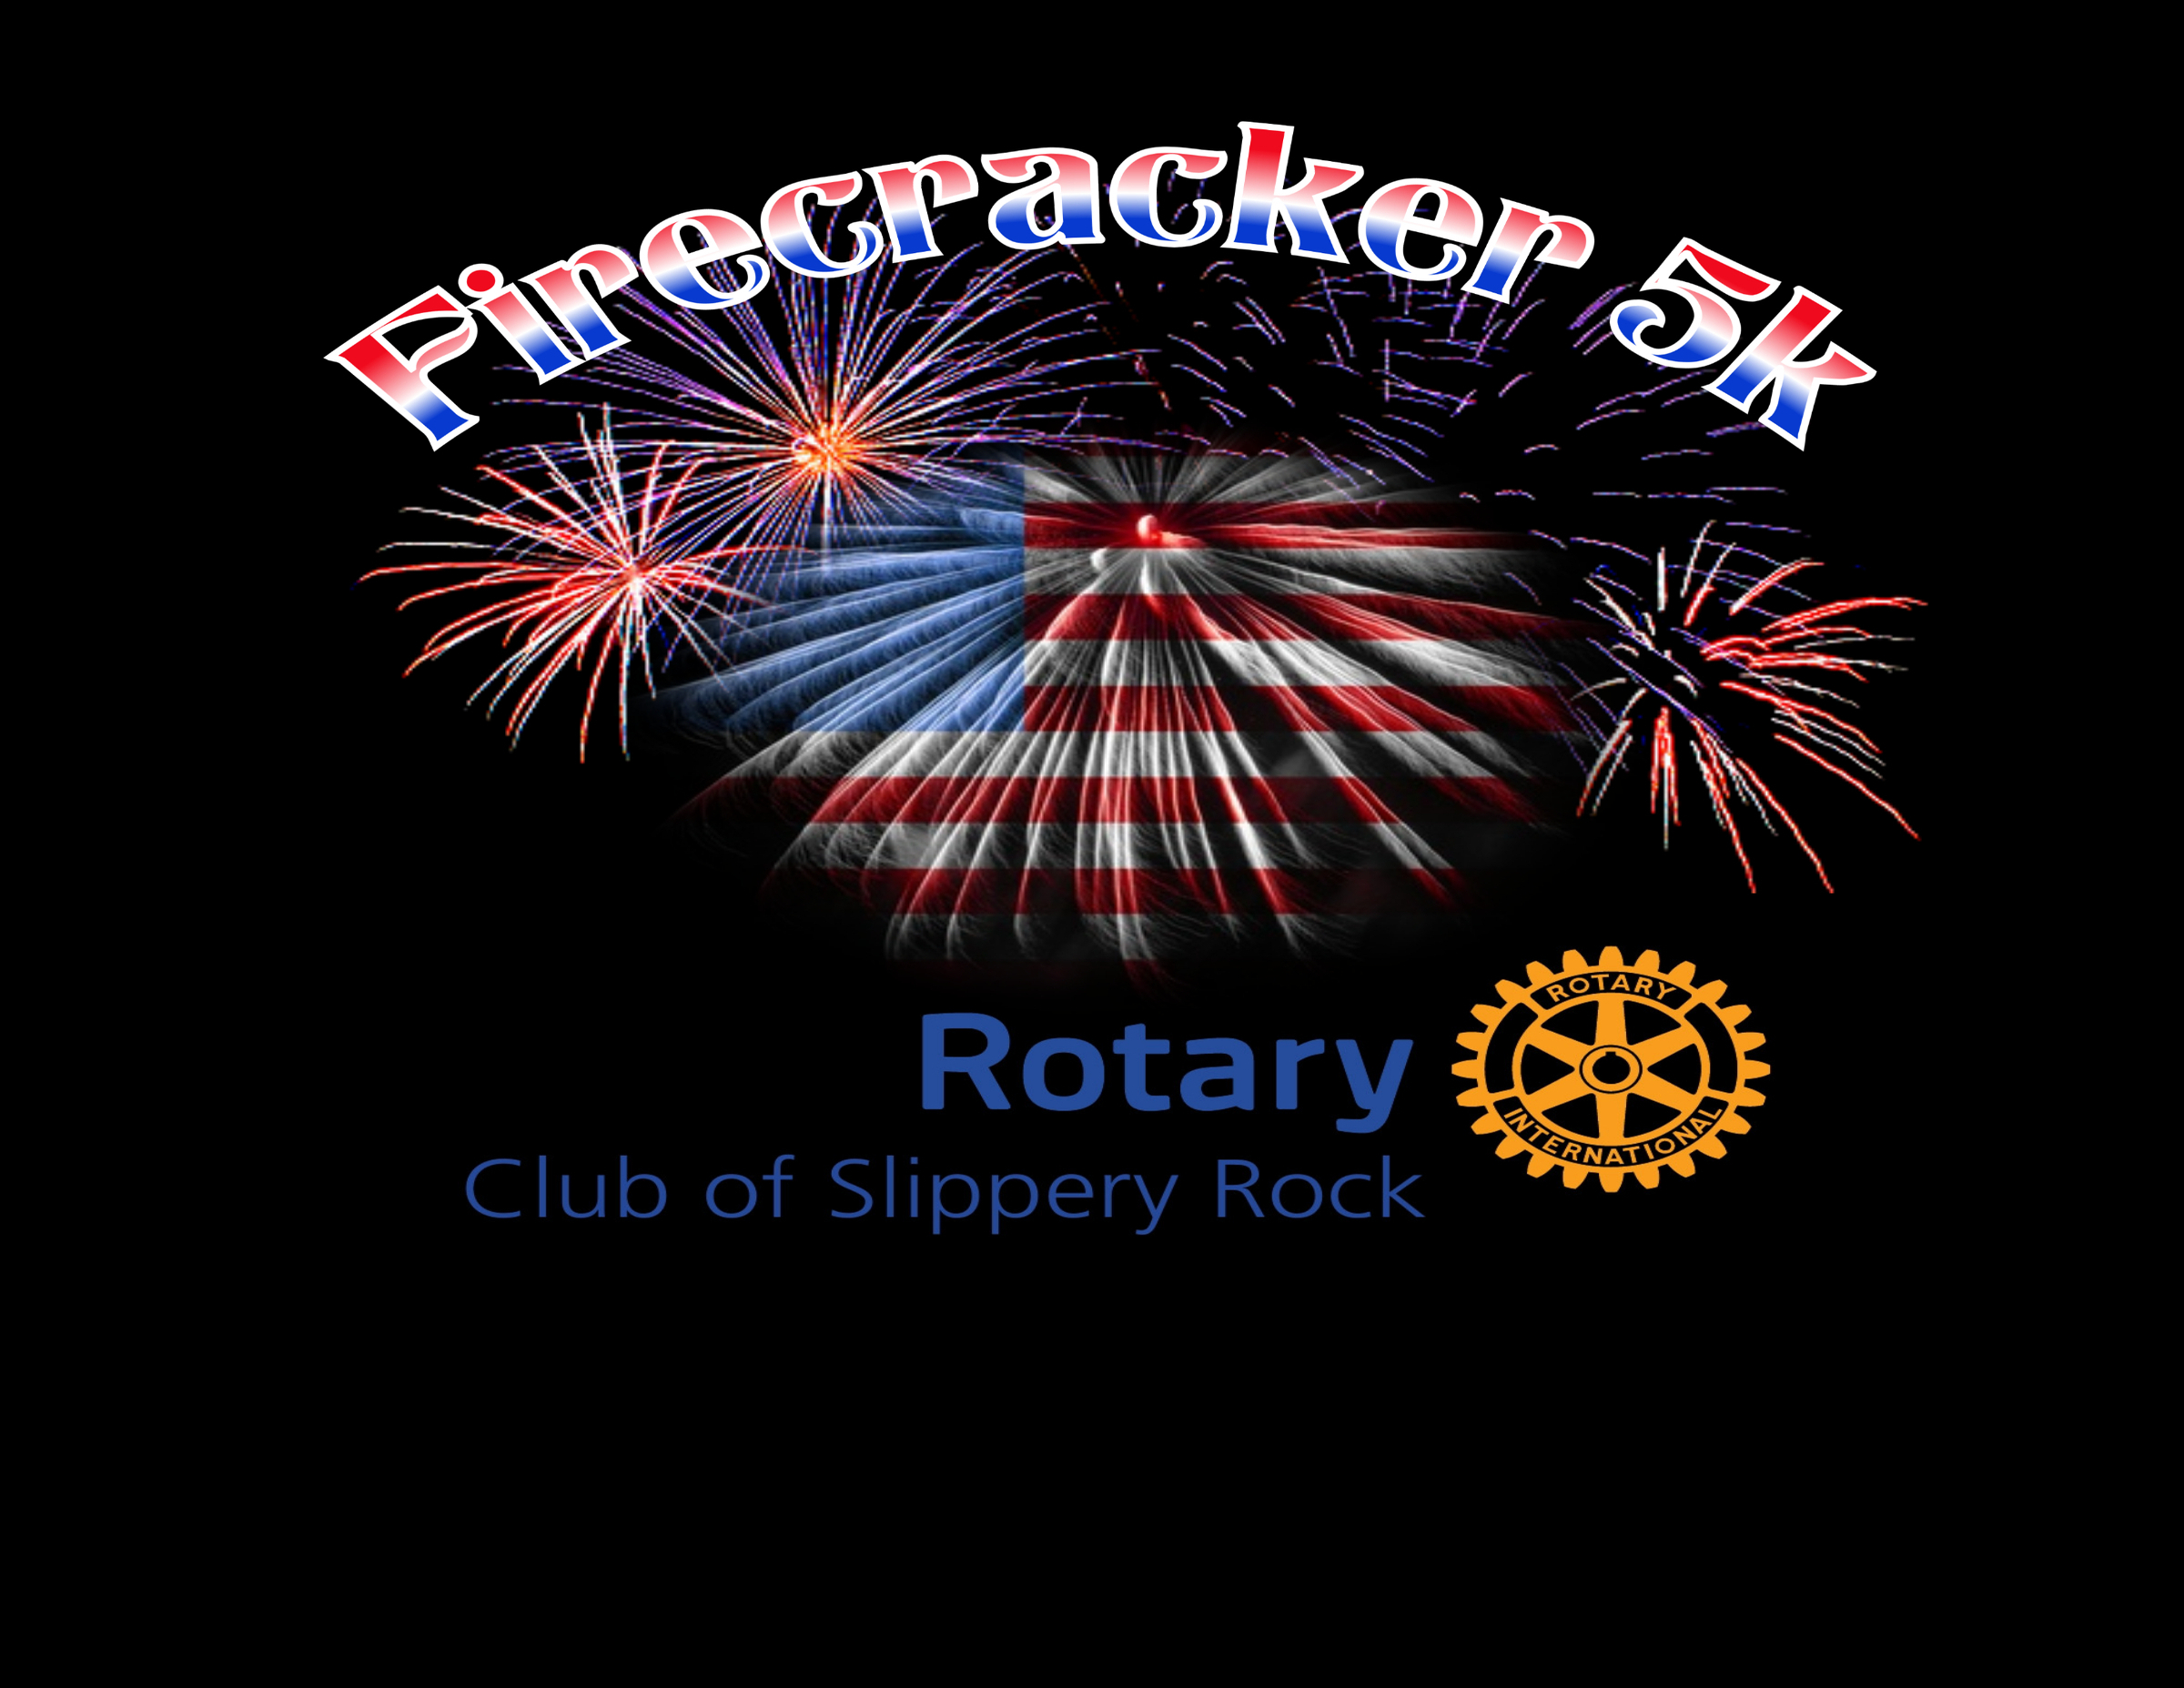 Firecracker 5k
Rotary
Club of Slippery Rock
ROTARY
INTERNATIONAL